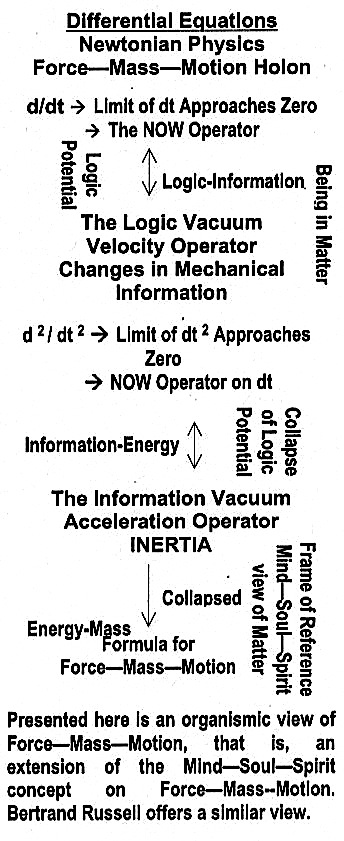 Differential Equations
Newtonian Physics
Force—Mass—Motion Holon
d/dt → Limit of dt Approaches Zero
→ The NOW Operator
Logic
Potential
Logic-Information
Being in Matter
The Logic Vacuum
Velocity Operator
Changes in Mechanical
Information
d ² / dt ² → Limit of dt ² Approaches
Zero
→ NOW Operator on dt
Information-Energy
Collapse
of Logic
Potential
The Information Vacuum
Acceleration Operator
INERTIA
Collapsed
Frame of Reference
Mind—Soul—Spirit
view of Matter
Energy-Mass
Formula for
Force—Mass—Motion
Presented here is an organismic view of
Force—Mass—Motion, that is, an
extension of the Mind—Soul—Spirit
concept on Force—Mass--Motion.
Bertrand Russell offers a similar view.